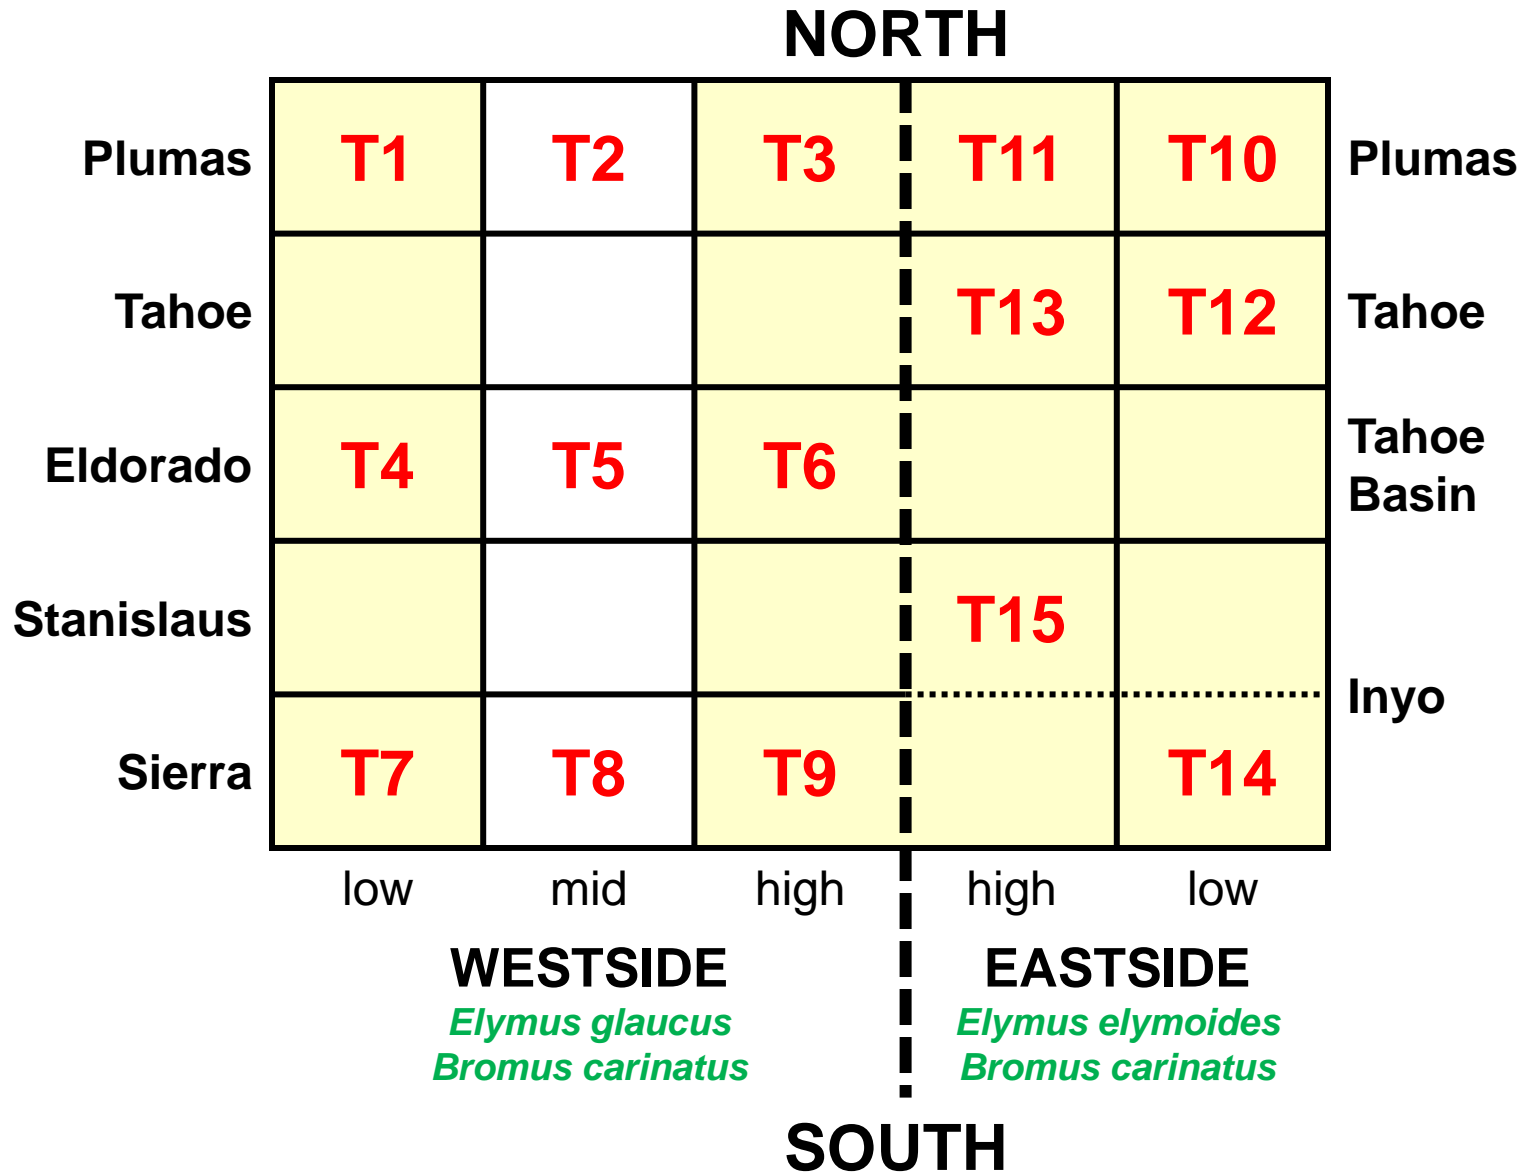 NORTH
Plumas T1 T2 T3 T11 T10 Plumas
Tahoe T13 T12 Tahoe
Eldorado T4 T5 T6 Tahoe
Basin
Stanislaus T15
Inyo
Sierra T7 T8 T9 T14
low mid high high low
WESTSIDE EASTSIDE
Elymus glaucus Elymus elymoides
Bromus carinatus Bromus carinatus
SOUTH